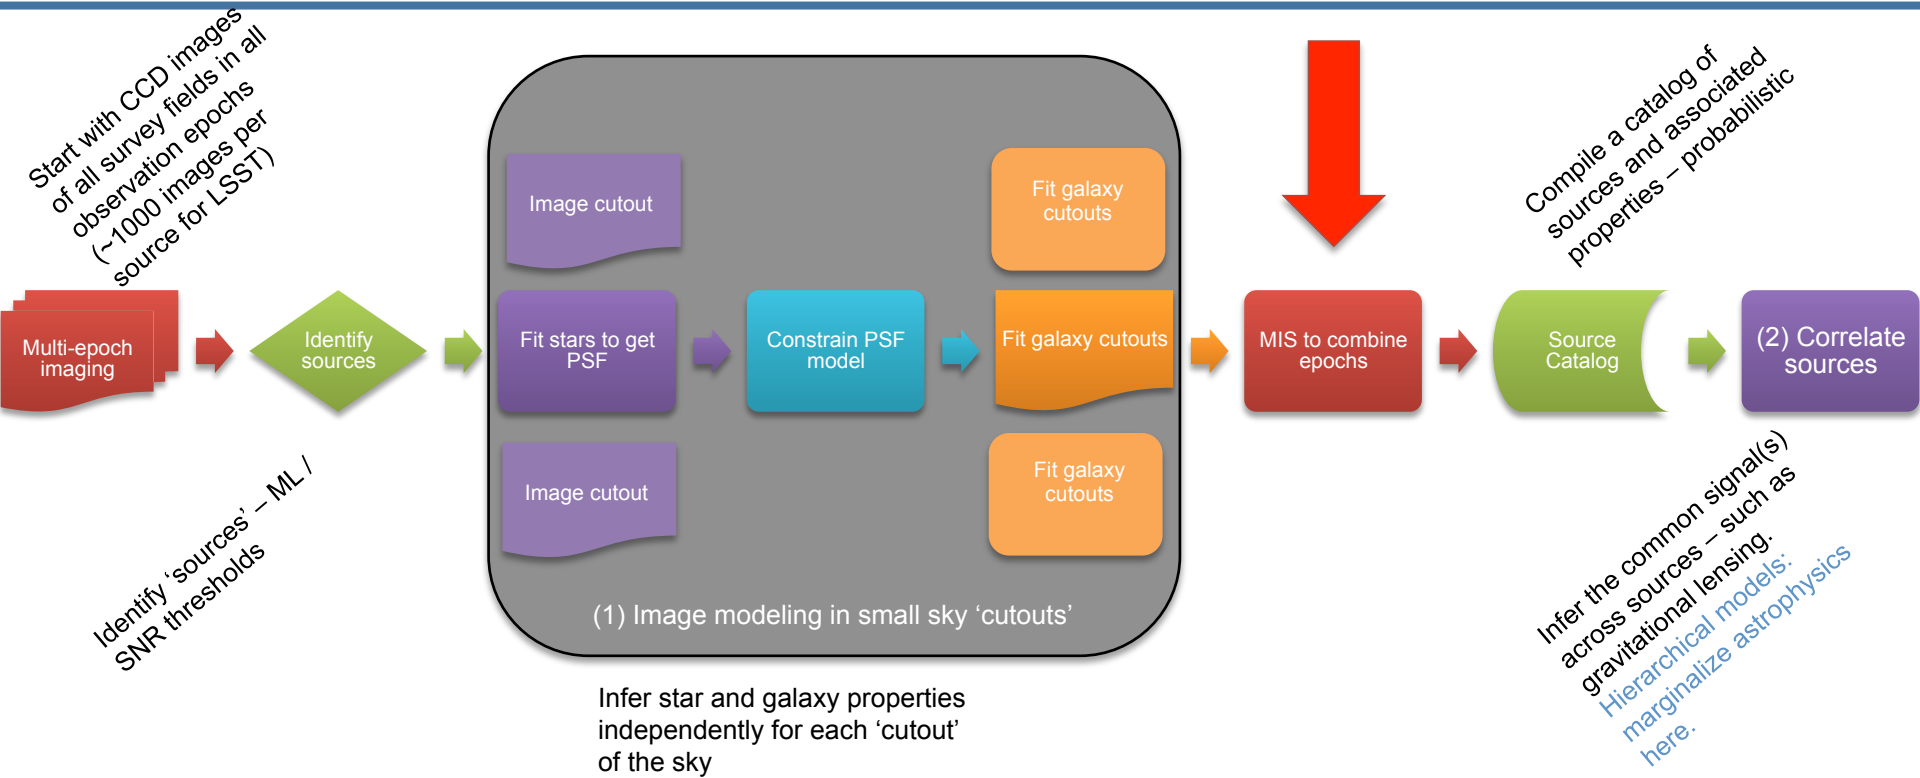 Start with CCD images
of all survey fields in all
observation epochs
(~1000 images per
source for LSST)
Multi-epoch
imaging
Identify
sources
Identify ‘sources’ – ML /
SNR thresholds
Image cutout
Fit stars to get
PSF
Image cutout
Constrain PSF
model
Fit galaxy
cutouts
Fit galaxy cutouts
Fit galaxy
cutouts
(1) Image modeling in small sky ‘cutouts’
Infer star and galaxy properties
independently for each ‘cutout’
of the sky
MIS to combine
epochs
Compile a catalog of
sources and associated
properties – probabilistic
Source
Catalog
(2) Correlate
sources
Infer the common signal(s)
across sources – such as
gravitational lensing.
Hierarchical models:
marginalize astrophysics
here.